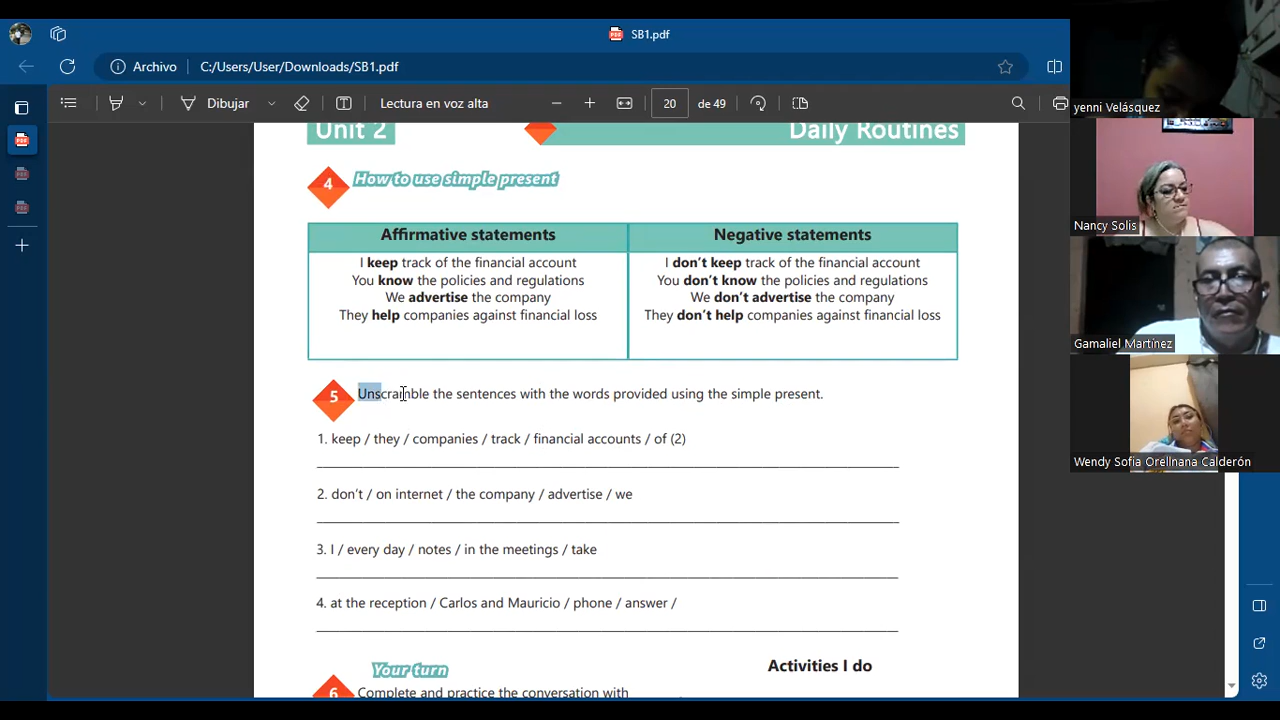 SB1.pdf
Archivo
C:/Users/User/Downloads/SB1.pdf
Dibujar
Lectura en voz alta
20
de 49
Unit 2
Daily Routines
4
How to use simple present
Affirmative statements
Negative statements
I keep track of the financial account
You know the policies and regulations
We advertise the company
They help companies against financial loss
I don't keep track of the financial account
You don't know the policies and regulations
We don't advertise the company
They don't help companies against financial loss
5
Unscramble the sentences with the words provided using the simple present.
1. keep / they / companies / track / financial accounts / of (2)
2. don't / on internet / the company / advertise / we
3. I / every day / notes / in the meetings / take
4. at the reception / Carlos and Mauricio / phone / answer /
Your turn
Activities I do
6
Complete and practice the conversation with
yenni Velásquez
Nancy Solis
Gamaliel Martínez
Wendy Sofia Orellnana Calderón